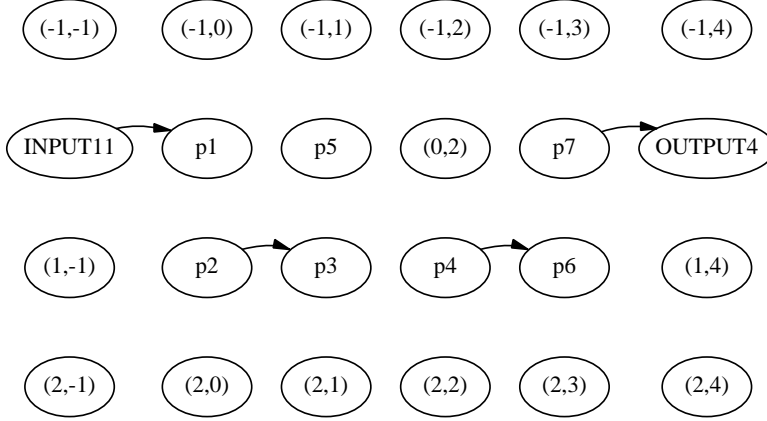 (-1,-1) (-1,0) (-1,1) (-1,2) (-1,3) (-1,4)
INPUT11 p1 p5 (0,2) p7 OUTPUT4
(1,-1) p2 p3 p4 p6 (1,4)
(2,-1) (2,0) (2,1) (2,2) (2,3) (2,4)